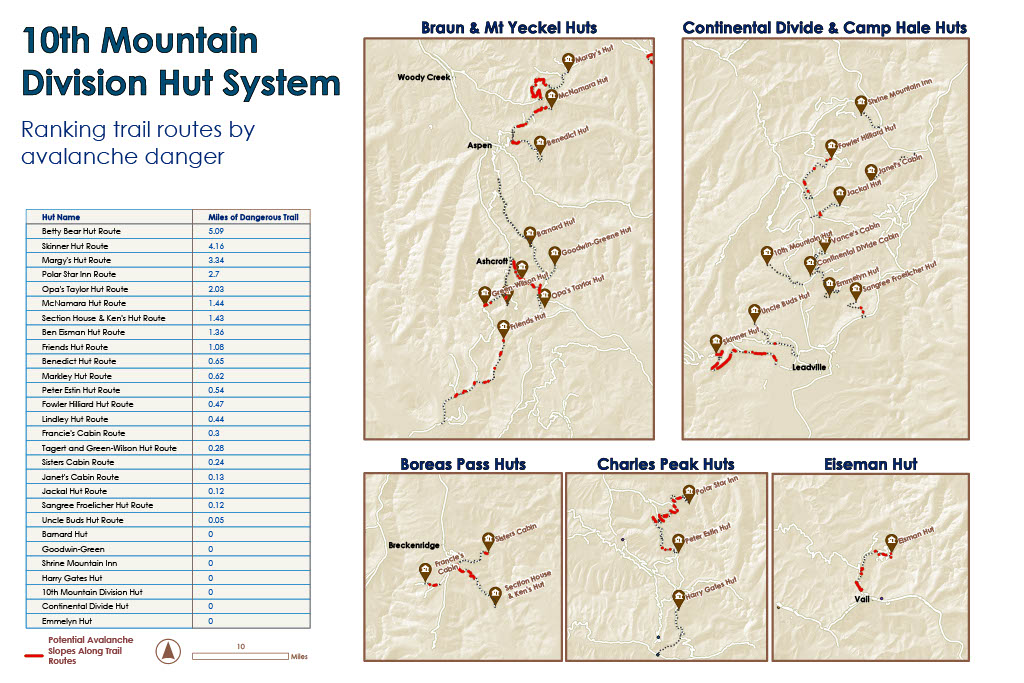 10th Mountain
Division Hut System
Ranking trail routes by
avalanche danger
Hut Name Miles of Dangerous Trail
Betty Bear Hut Route 5.09
Skinner Hut Route 4.16
Margy's Hut Route 3.34
Polar Star Inn Route 2.7
Opa's Taylor Hut Route 2.03
McNamara Hut Route 1.44
Section House & Ken's Hut Route 1.43
Ben Eisman Hut Route 1.36
Friends Hut Route 1.08
Benedict Hut Route 0.65
Markley Hut Route 0.62
Peter Estin Hut Route 0.54
Fowler Hilliard Hut Route 0.47
Lindley Hut Route 0.44
Francie's Cabin Route 0.3
Tagert and Green-Wilson Hut Route 0.28
Sisters Cabin Route 0.24
Janet's Cabin Route 0.13
Jackal Hut Route 0.12
Sangree Froelicher Hut Route 0.12
Uncle Buds Hut Route 0.05
Barnard Hut 0
Goodwin-Green 0
Shrine Mountain Inn 0
Harry Gates Hut 0
10th Mountain Division Hut 0
Continental Divide Hut 0
Emmelyn Hut 0
Potential Avalanche
Slopes Along Trail
Routes
10
Miles
Braun & Mt Yeckel Huts
Margy's Hut
Woody Creek
McNamara Hut
Benedict Hut
Aspen
Barnard Hut
Goodwin-Greene Hut
Ashcroft
Green-Wilson Hut
Opa's Taylor Hut
Friends Hut
Continental Divide & Camp Hale Huts
Shrine Mountain Inn
Fowler Hilliard Hut
Janet's Cabin
Jackal Hut
10th Mountain Hut
Vance's Cabin
Continental Divide Cabin
Emmelyn Hut
Sangree Froelicher Hut
Uncle Buds Hut
Skinner Hut
Leadville
Boreas Pass Huts
Sisters Cabin
Breckenridge
Francie's
Cabin
Section House
& Ken's Hut
Charles Peak Huts
Polar Star Inn
Peter Estin Hut
Harry Gates Hut
Eiseman Hut
Eisman Hut
Vail